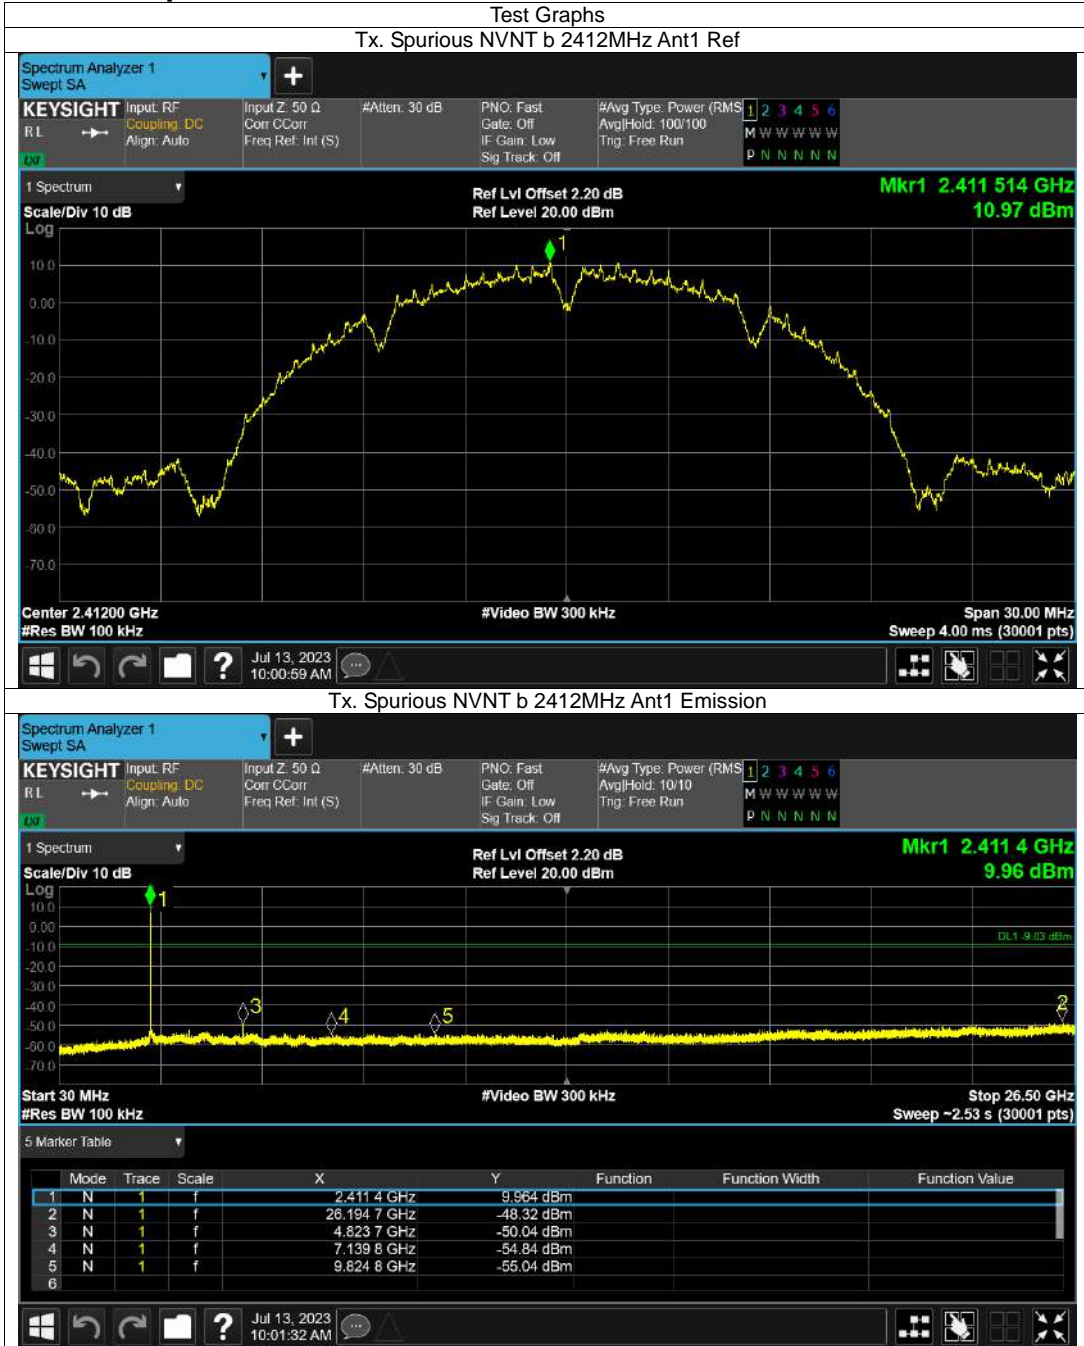 Test Graphs
Tx. Spurious NVNT b 2412MHz Ant1 Ref
Spectrum Analyzer 1
Swept SA
+
KEYSIGHT Input: RF Input Z: 50 Ω #Atten: 30 dB PNO: Fast #Avg Type: Power (RMS 1 2 3 4 5 6
R L Coupling: DC Corr CCorr Gate: Off Avg|Hold: 100/100 M W W W W W
Align: Auto Freq Ref: Int (S) IF Gain: Low Trig: Free Run
LXI Sig Track: Off P N N N N N
1 Spectrum Ref Lvl Offset 2.20 dB Mkr1 2.411 514 GHz
Scale/Div 10 dB Ref Level 20.00 dBm 10.97 dBm
Log
1
10.0
0.00
-10.0
-20.0
-30.0
-40.0
-50.0
-60.0
-70.0
Center 2.41200 GHz #Video BW 300 kHz Span 30.00 MHz
#Res BW 100 kHz Sweep 4.00 ms (30001 pts)
? Jul 13, 2023
10:00:59 AM
Tx. Spurious NVNT b 2412MHz Ant1 Emission
Spectrum Analyzer 1
Swept SA
+
KEYSIGHT Input: RF Input Z: 50 Ω #Atten: 30 dB PNO: Fast #Avg Type: Power (RMS 1 2 3 4 5 6
R L Coupling: DC Corr CCorr Gate: Off Avg|Hold: 10/10 M W W W W W
Align: Auto Freq Ref: Int (S) IF Gain: Low Trig: Free Run
LXI Sig Track: Off P N N N N N
1 Spectrum Ref Lvl Offset 2.20 dB Mkr1 2.411 4 GHz
Scale/Div 10 dB Ref Level 20.00 dBm 9.96 dBm
Log
10.0 1
0.00
DL1 -9.03 dBm
-10.0
-20.0
-30.0
-40.0 3 4 5 2
-50.0
-60.0
-70.0
Start 30 MHz #Video BW 300 kHz Stop 26.50 GHz
#Res BW 100 kHz Sweep ~2.53 s (30001 pts)
5 Marker Table
Mode Trace Scale X Y Function Function Width Function Value
1 N 1 f 2.411 4 GHz 9.964 dBm
2 N 1 f 26.194 7 GHz -48.32 dBm
3 N 1 f 4.823 7 GHz -50.04 dBm
4 N 1 f 7.139 8 GHz -54.84 dBm
5 N 1 f 9.824 8 GHz -55.04 dBm
6
? Jul 13, 2023
10:01:32 AM